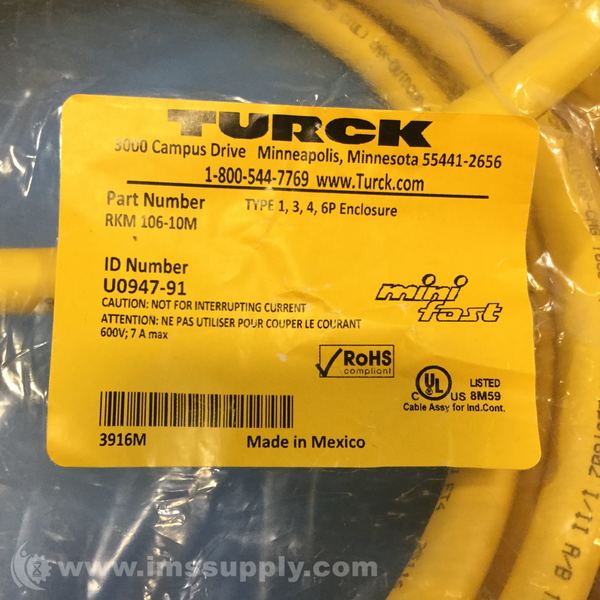 TURCK
3000 Campus Drive Minneapolis, Minnesota 55441-2656
1-800-544-7769 www.Turck.com
Part Number TYPE 1, 3, 4, 6P Enclosure
RKM 106-10M
ID Number
U0947-91
CAUTION: NOT FOR INTERRUPTING CURRENT
ATTENTION: NE PAS UTILISER POUR COUPER LE COURANT
600V; 7 A max
mini
fast
RoHS
compliant
UL
C US LISTED
8M59
Cable Assy for Ind.Cont.
3916M Made in Mexico
I/II A/B
FT4
www.imssupply.com